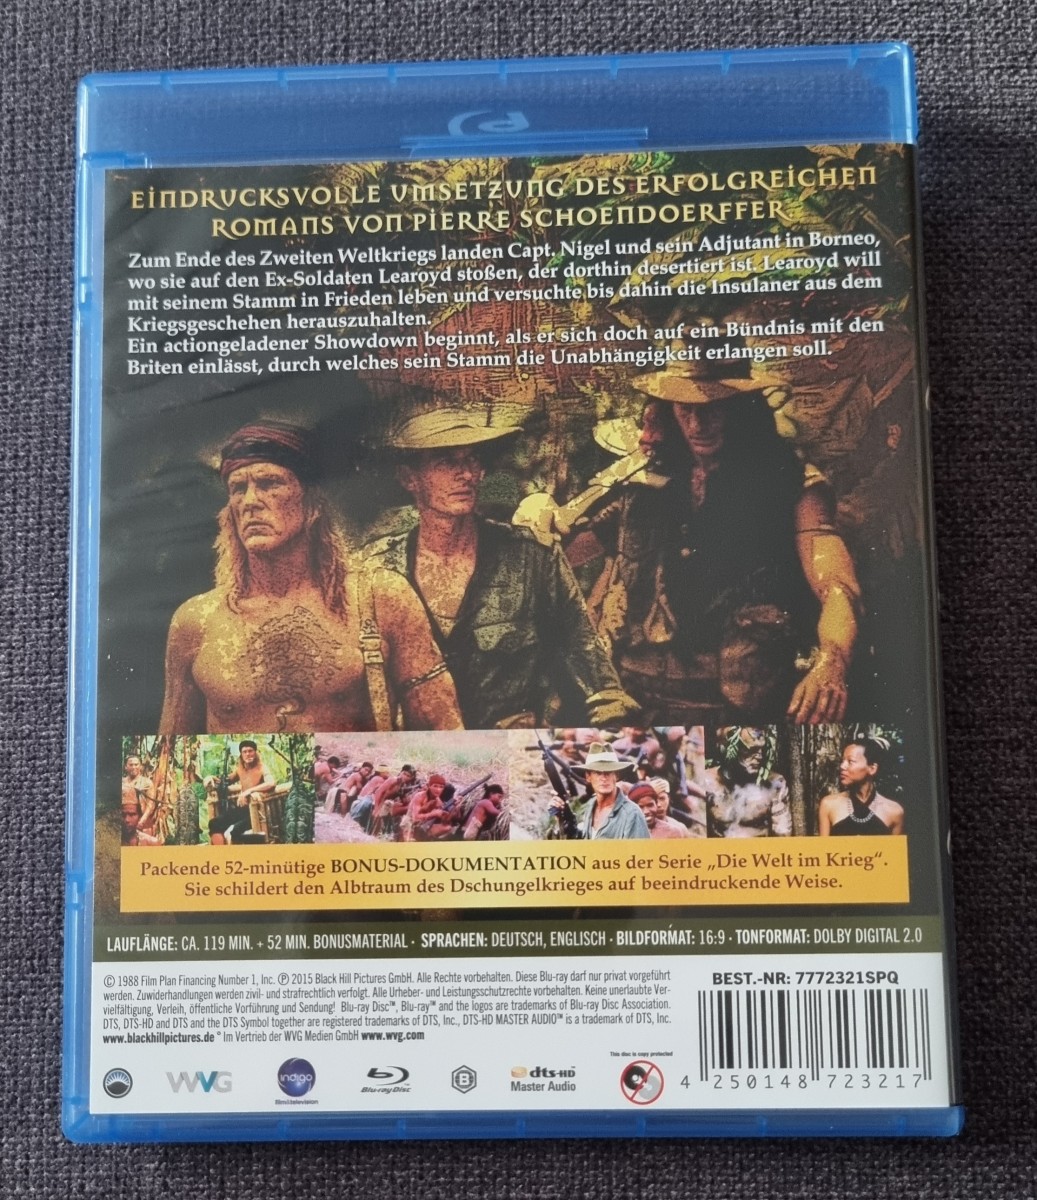 EINDRUCKSVOLLE UMSETZUNG DES ERFOLGREICHEN
ROMANS VON PIERRE SCHOENDOERFFER
Zum Ende des Zweiten Weltkriegs landen Capt. Nigel und sein Adjutant in Borneo,
wo sie auf den Ex-Soldaten Learoyd stoßen, der dorthin desertiert ist. Learoyd will
mit seinem Stamm in Frieden leben und versuchte bis dahin die Insulaner aus dem
Kriegsgeschehen herauszuhalten.
Ein actiongeladener Showdown beginnt, als er sich doch auf ein Bündnis mit den
Briten einlässt, durch welches sein Stamm die Unabhängigkeit erlangen soll.
Packende 52-minütige BONUS-DOKUMENTATION aus der Serie „Die Welt im Krieg“.
Sie schildert den Albtraum des Dschungelkrieges auf beeindruckende Weise.
LAUFLÄNGE: CA. 119 MIN. + 52 MIN. BONUSMATERIAL · SPRACHEN: DEUTSCH, ENGLISCH · BILDFORMAT: 16:9 · TONFORMAT: DOLBY DIGITAL 2.0
© 1988 Film Plan Financing Number 1, Inc. ℗ 2015 Black Hill Pictures GmbH. Alle Rechte vorbehalten. Diese Blu-ray darf nur privat vorgeführt
werden. Zuwiderhandlungen werden zivil- und strafrechtlich verfolgt. Alle Urheber- und Leistungsschutzrechte vorbehalten. Keine unerlaubte Ver-
vielfältigung, Verleih, öffentliche Vorführung und Sendung! Blu-ray Disc™, Blu-ray™ and the logos are trademarks of Blu-ray Disc Association.
DTS, DTS-HD and DTS and the DTS Symbol together are registered trademarks of DTS, Inc., DTS-HD MASTER AUDIO™ is a trademark of DTS, Inc.
www.blackhillpictures.de * Im Vertrieb der WVG Medien GmbH www.wvg.com
BEST.-NR: 7772321SPQ
WVG
indigo
film&television
Blu-ray Disc
B
dts-HD
Master Audio
This disc is copy protected
4 250148 723217